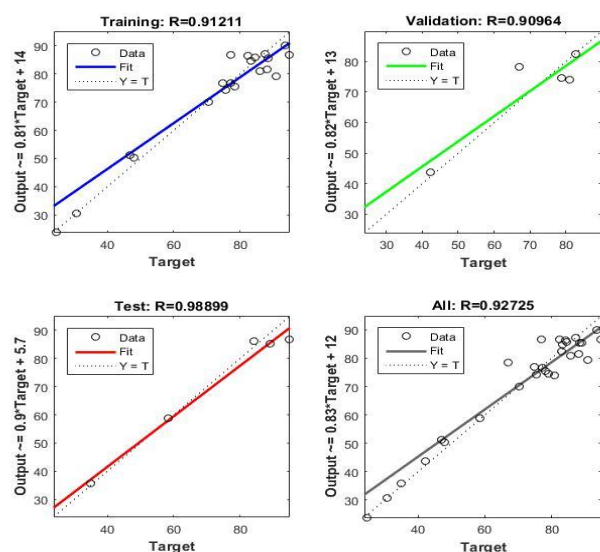 Training: R=0.91211
Output ~= 0.81*Target + 14
90
80
70
60
50
40
30
Data
Fit
Y = T
40
60
80
Target
Validation: R=0.90964
Output ~= 0.82*Target + 13
90
80
70
60
50
40
30
Data
Fit
Y = T
30
40
50
60
70
80
90
Target
Test: R=0.98899
Output ~= 0.9*Target + 5.7
90
80
70
60
50
40
30
Data
Fit
Y = T
40
60
80
Target
All: R=0.92725
Output ~= 0.83*Target + 12
90
80
70
60
50
40
30
Data
Fit
Y = T
40
60
80
Target